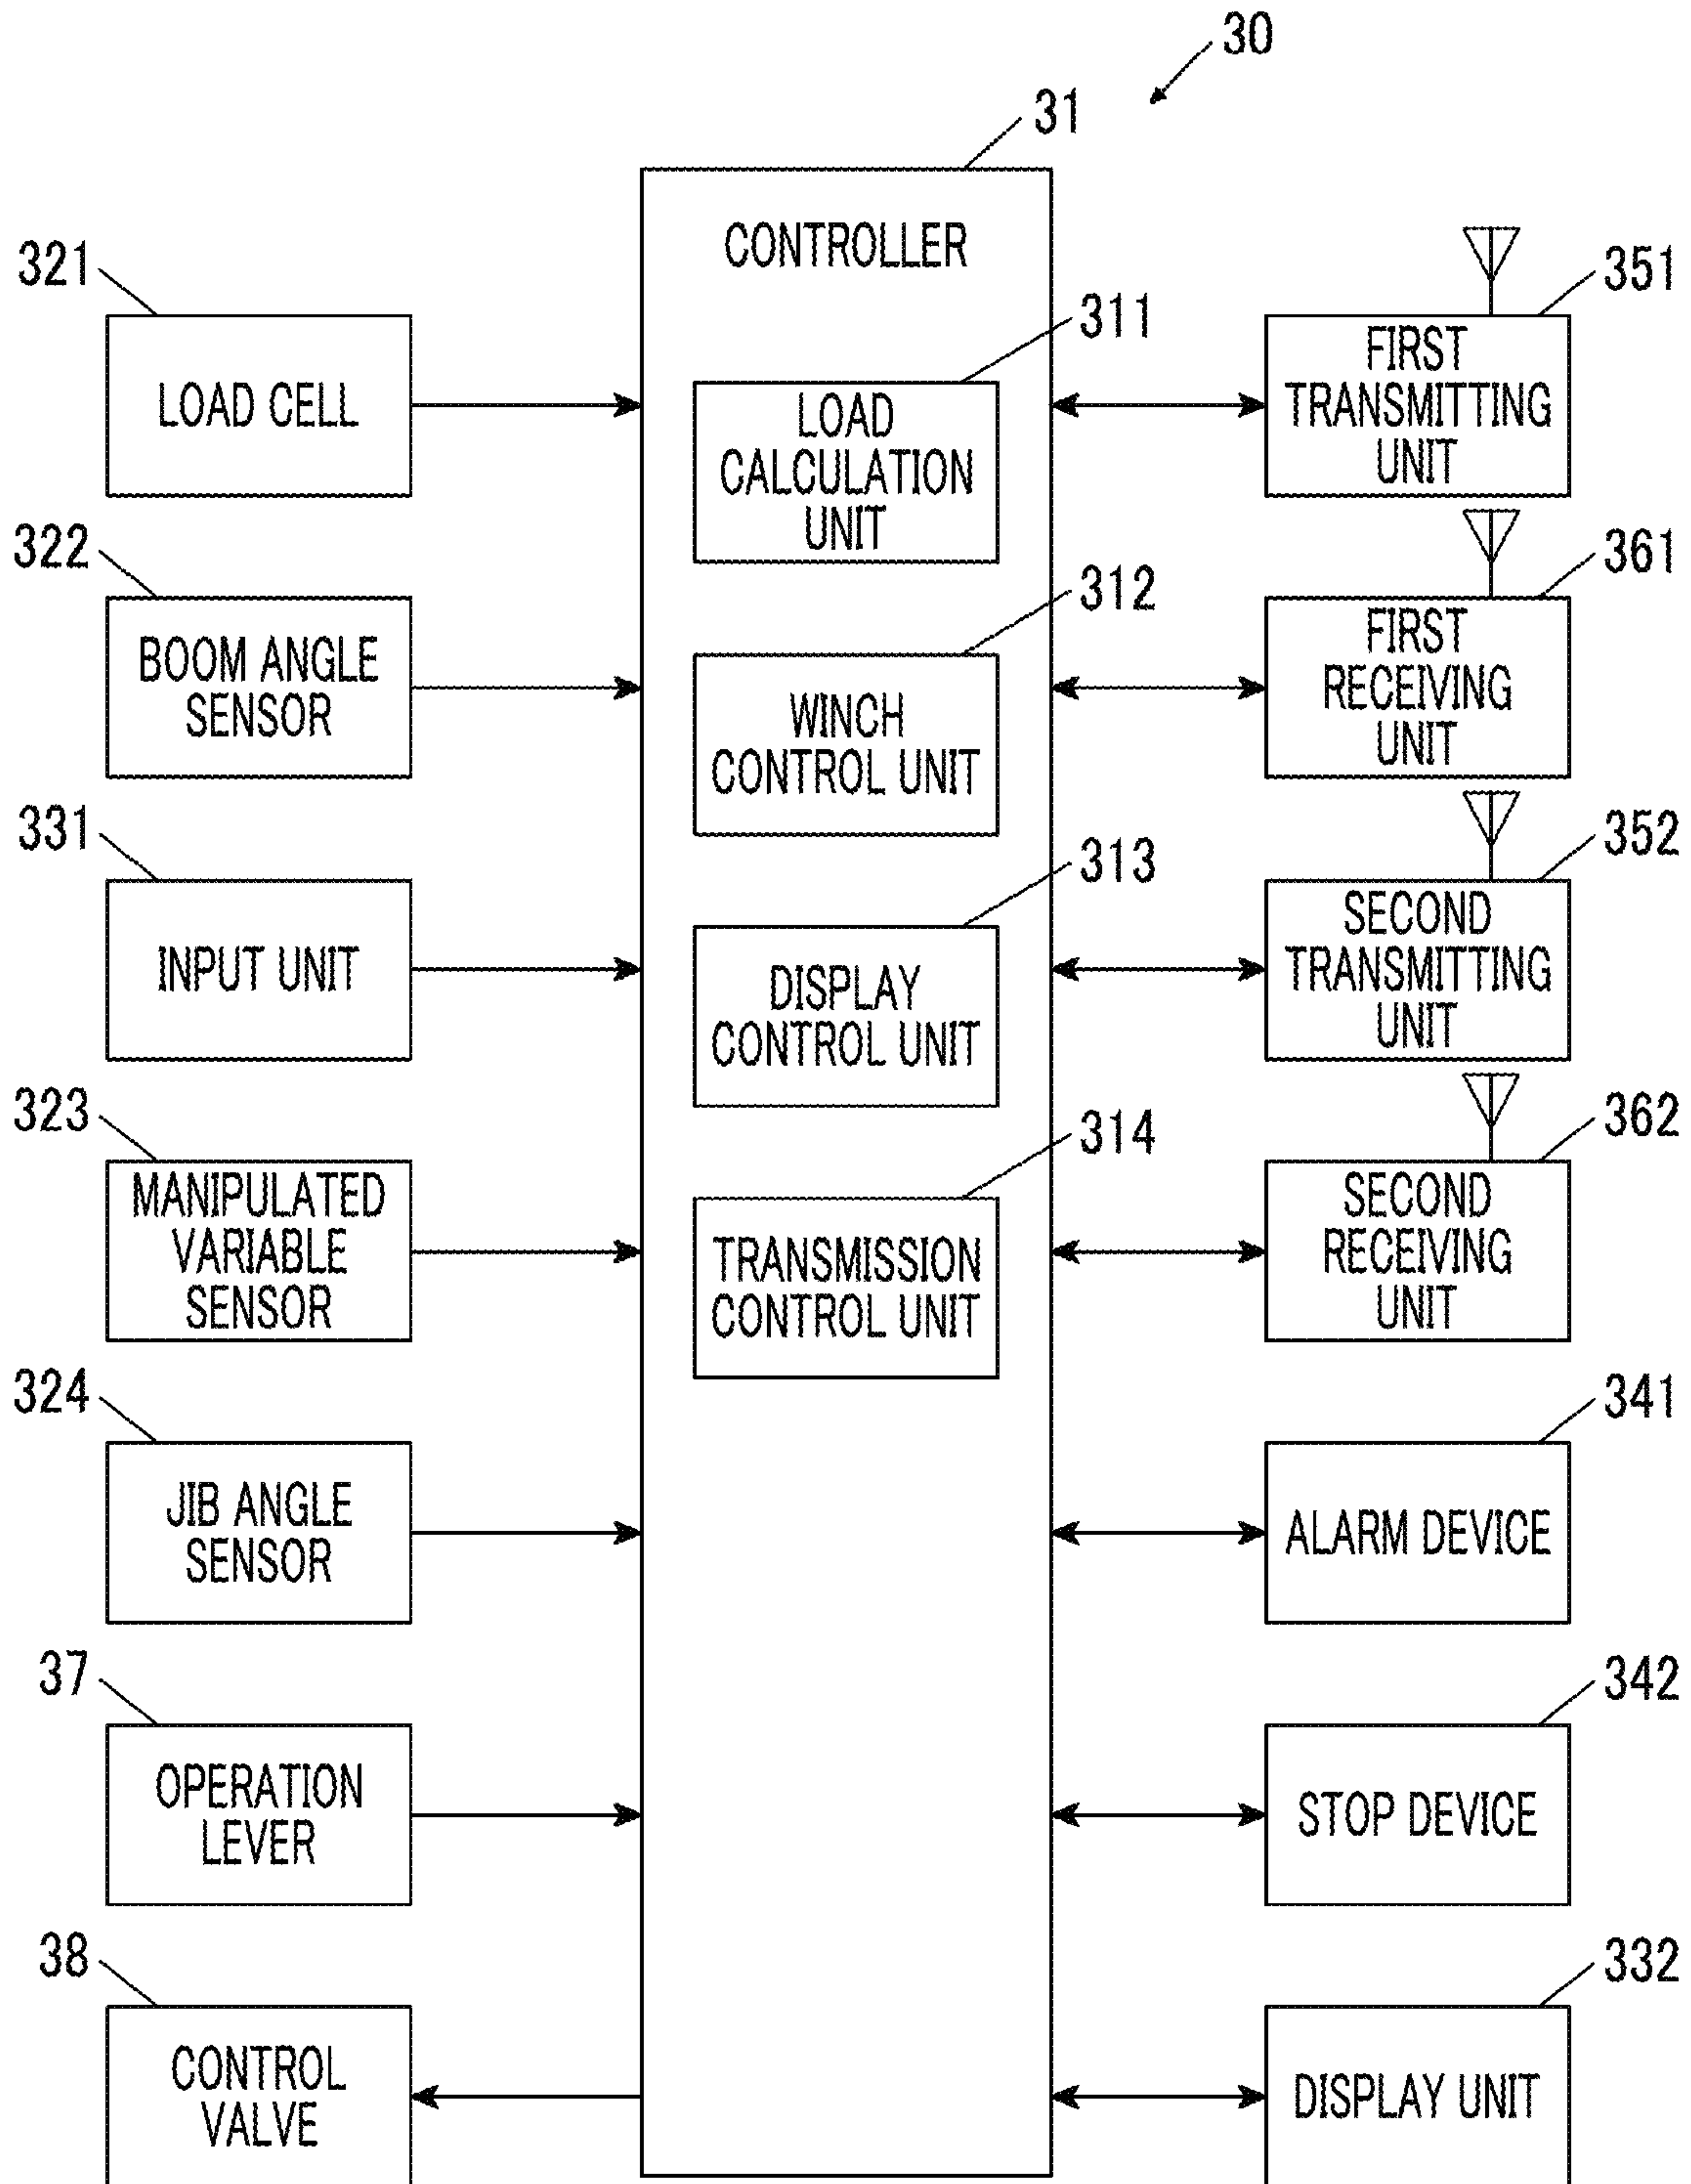 30
31
CONTROLLER
321
LOAD CELL
311
LOAD
CALCULATION
UNIT
351
FIRST
TRANSMITTING
UNIT
322
BOOM ANGLE
SENSOR
312
WINCH
CONTROL UNIT
361
FIRST
RECEIVING
UNIT
331
INPUT UNIT
313
DISPLAY
CONTROL UNIT
352
SECOND
TRANSMITTING
UNIT
323
MANIPULATED
VARIABLE
SENSOR
314
TRANSMISSION
CONTROL UNIT
362
SECOND
RECEIVING
UNIT
324
JIB ANGLE
SENSOR
341
ALARM DEVICE
37
OPERATION
LEVER
342
STOP DEVICE
38
CONTROL
VALVE
332
DISPLAY UNIT